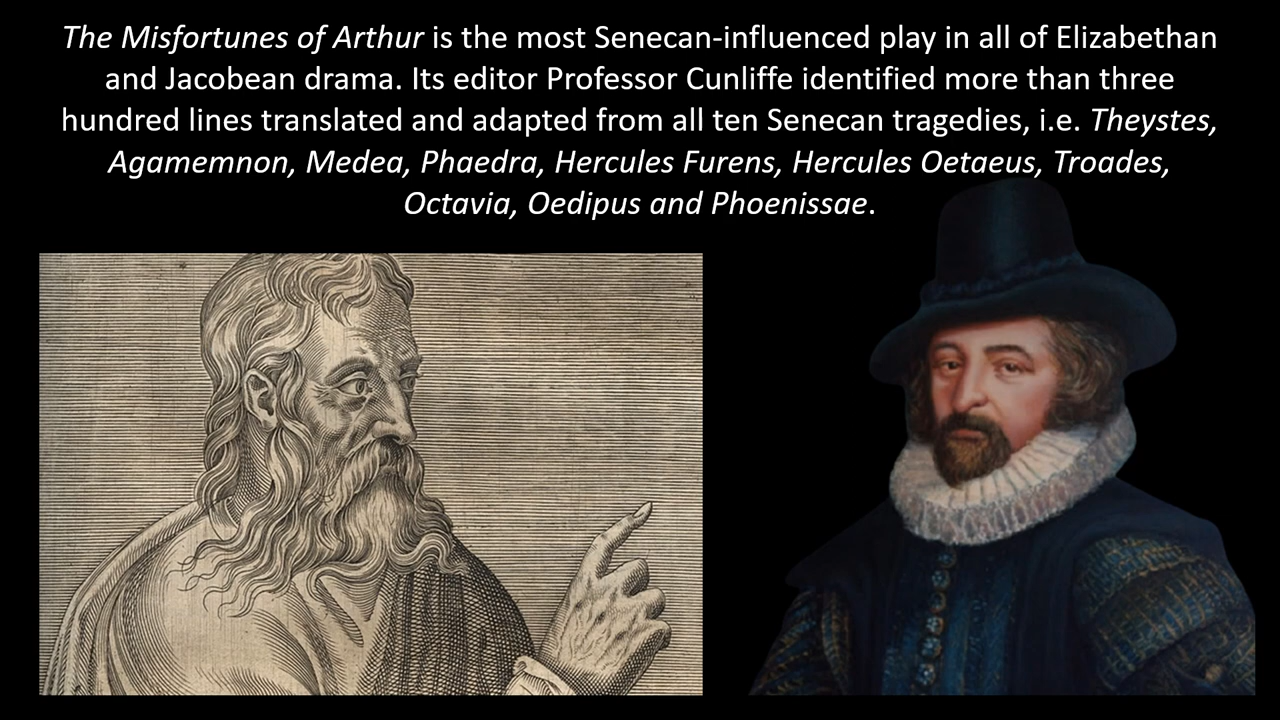 The Misfortunes of Arthur is the most Senecan-influenced play in all of Elizabethan
and Jacobean drama. Its editor Professor Cunliffe identified more than three
hundred lines translated and adapted from all ten Senecan tragedies, i.e. Theystes,
Agamemnon, Medea, Phaedra, Hercules Furens, Hercules Oetaeus, Troades,
Octavia, Oedipus and Phoenissae.